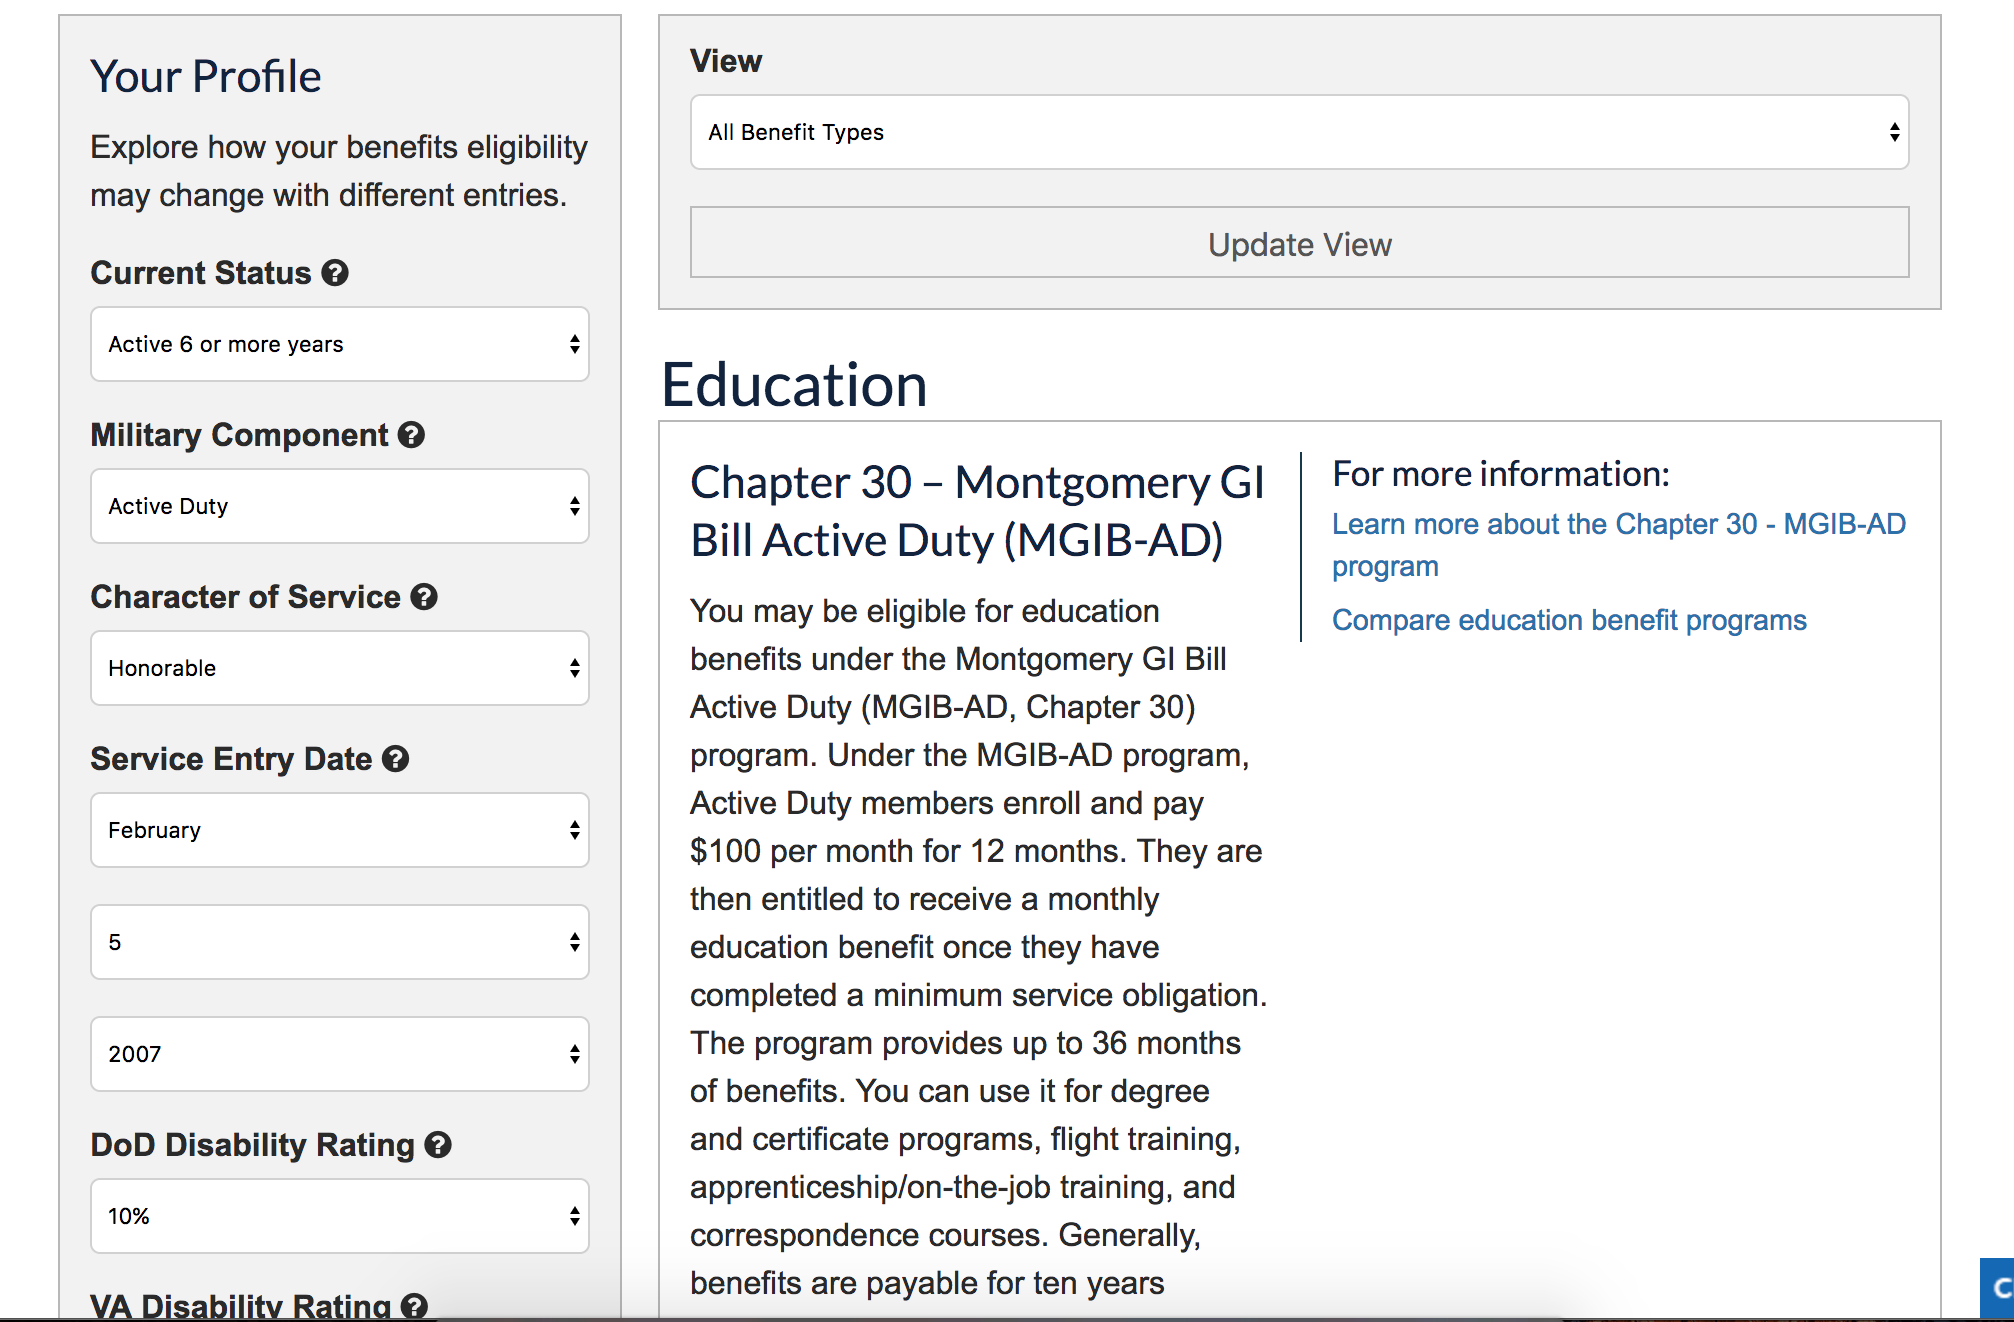 Your Profile
Explore how your benefits eligibility
may change with different entries.
Current Status
Active 6 or more years
Military Component
Active Duty
Character of Service
Honorable
Service Entry Date
February
5
2007
DoD Disability Rating
10%
VA Disability Rating
View
All Benefit Types
Update View
Education
Chapter 30 – Montgomery GI
Bill Active Duty (MGIB-AD)
You may be eligible for education
benefits under the Montgomery GI Bill
Active Duty (MGIB-AD, Chapter 30)
program. Under the MGIB-AD program,
Active Duty members enroll and pay
$100 per month for 12 months. They are
then entitled to receive a monthly
education benefit once they have
completed a minimum service obligation.
The program provides up to 36 months
of benefits. You can use it for degree
and certificate programs, flight training,
apprenticeship/on-the-job training, and
correspondence courses. Generally,
benefits are payable for ten years
For more information:
Learn more about the Chapter 30 - MGIB-AD
program
Compare education benefit programs